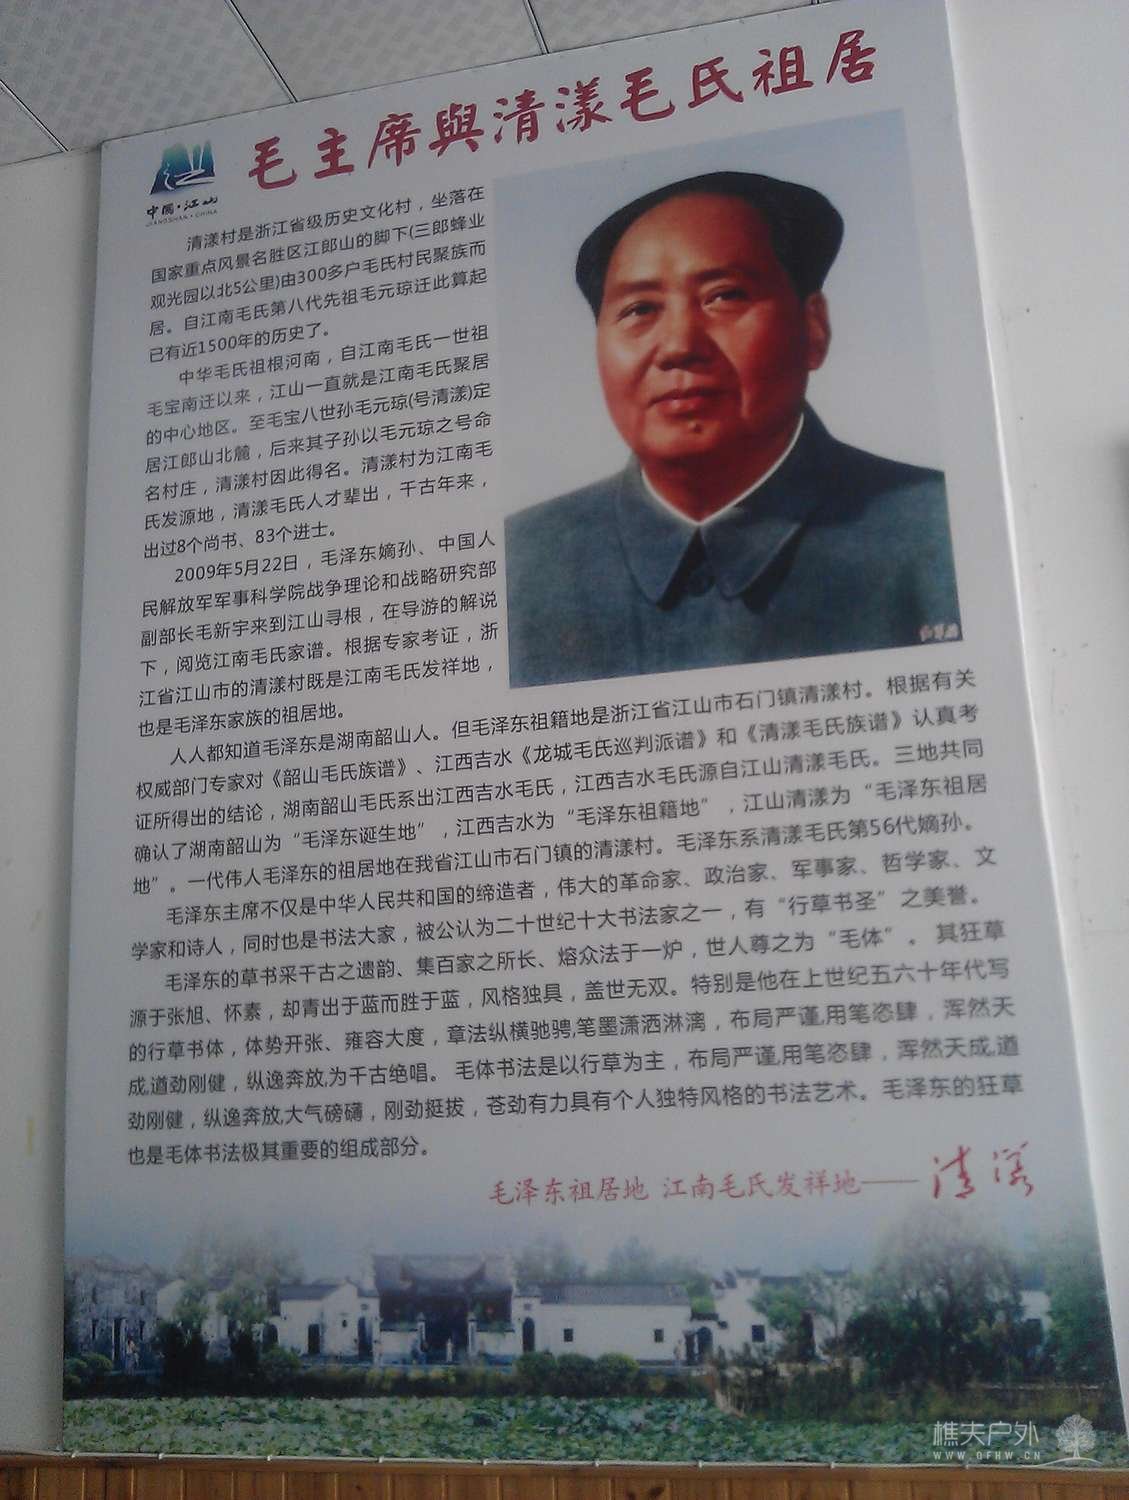 毛主席與清漾毛氏祖居
中国·江山
JIANGSHAN·CHINA
清漾村是浙江省级历史文化村，坐落在
国家重点风景名胜区江郎山的脚下(三郎蜂业
观光园以北5公里)由300多户毛氏村民聚族而
居。自江南毛氏第八代先祖毛元琼迁此算起
已有近1500年的历史了。
中华毛氏祖根河南，自江南毛氏一世祖
毛宝南迁以来，江山一直就是江南毛氏聚居
的中心地区。至毛宝八世孙毛元琼(号清漾)定
居江郎山北麓，后来其子孙以毛元琼之号命
名村庄，清漾村因此得名。清漾村为江南毛
氏发源地，清漾毛氏人才辈出，千古年来，
出过8个尚书、83个进士。
2009年5月22日，毛泽东嫡孙、中国人
民解放军军事科学院战争理论和战略研究部
副部长毛新宇来到江山寻根，在导游的解说
下，阅览江南毛氏家谱。根据专家考证，浙
江省江山市的清漾村既是江南毛氏发祥地，
也是毛泽东家族的祖居地。
人人都知道毛泽东是湖南韶山人。但毛泽东祖籍地是浙江省江山市石门镇清漾村。根据有关
权威部门专家对《韶山毛氏族谱》、江西吉水《龙城毛氏巡判派谱》和《清漾毛氏族谱》认真考
证所得出的结论，湖南韶山毛氏系出江西吉水毛氏，江西吉水毛氏源自江山清漾毛氏。三地共同
确认了湖南韶山为“毛泽东诞生地”，江西吉水为“毛泽东祖籍地”，江山清漾为“毛泽东祖居
地”。一代伟人毛泽东的祖居地在我省江山市石门镇的清漾村。毛泽东系清漾毛氏第56代嫡孙。
毛泽东主席不仅是中华人民共和国的缔造者，伟大的革命家、政治家、军事家、哲学家、文
学家和诗人，同时也是书法大家，被公认为二十世纪十大书法家之一，有“行草书圣”之美誉。
毛泽东的草书采千古之遗韵、集百家之所长、熔众法于一炉，世人尊之为“毛体”。 其狂草
源于张旭、怀素，却青出于蓝而胜于蓝，风格独具，盖世无双。特别是他在上世纪五六十年代写
的行草书体，体势开张、雍容大度，章法纵横驰骋,笔墨潇洒淋漓，布局严谨,用笔恣肆，浑然天
成,遒劲刚健，纵逸奔放,为千古绝唱。 毛体书法是以行草为主，布局严谨,用笔恣肆，浑然天成,遒
劲刚健，纵逸奔放,大气磅礴，刚劲挺拔，苍劲有力具有个人独特风格的书法艺术。毛泽东的狂草
也是毛体书法极其重要的组成部分。
毛泽东祖居地 江南毛氏发祥地——清漾
樵夫户外
WWW.QFHW.CN